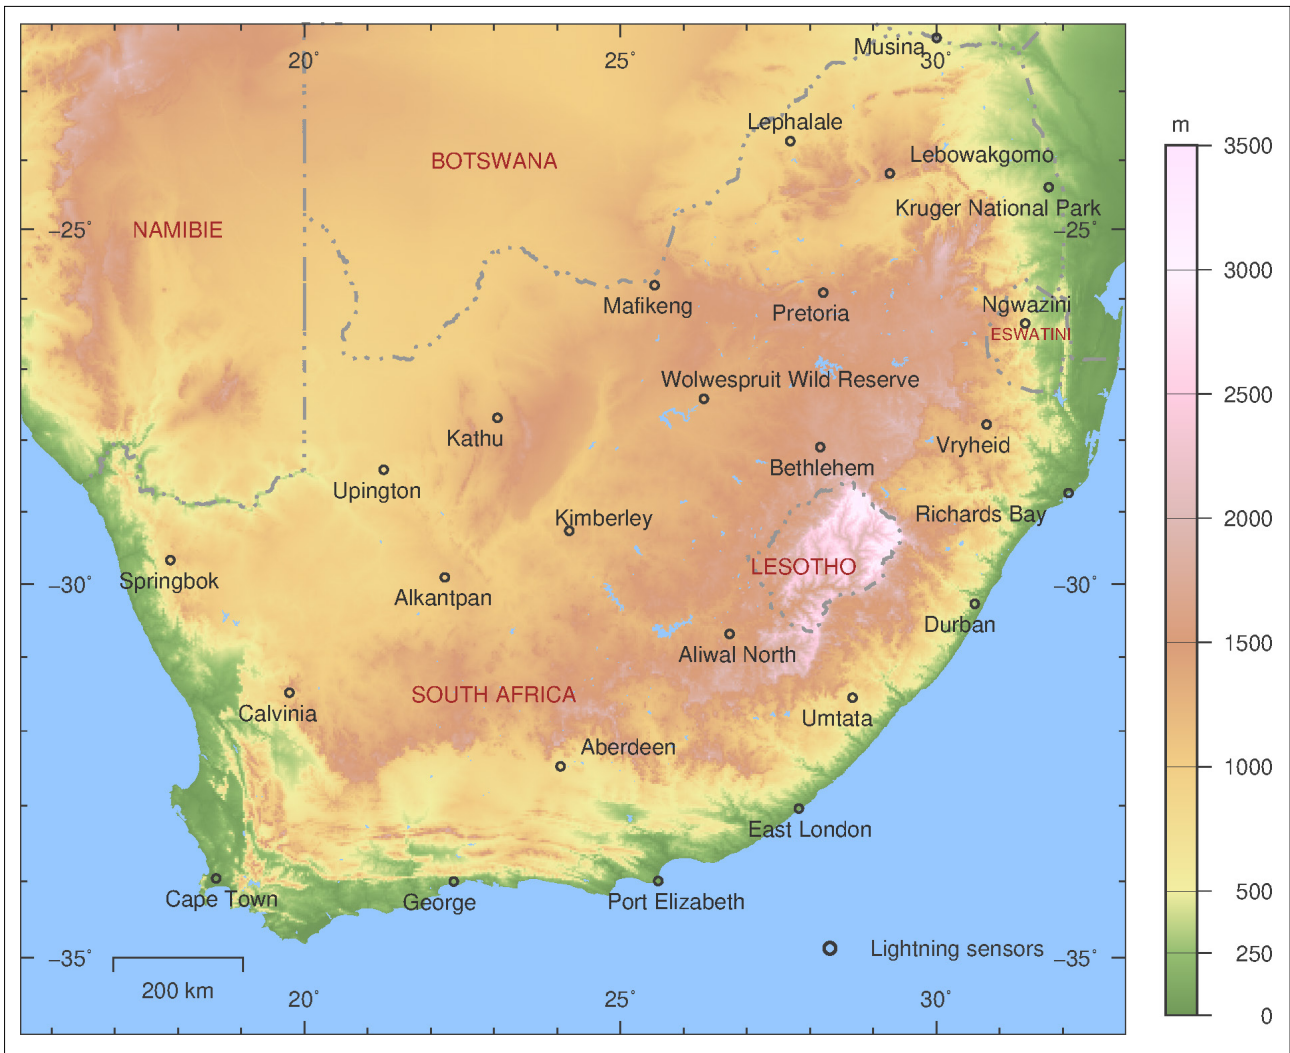 Musina
20° 25° 30°
m
Lephalale
3500
BOTSWANA
Lebowakgomo
Kruger National Park
NAMIBIE
−25° −25°
3000
Mafikeng
Pretoria
Ngwazini
ESWATINI
Wolwespruit Wild Reserve
2500
Kathu
Vryheid
Bethlehem
Upington
Kimberley
Richards Bay
2000
LESOTHO
Springbok
−30° −30°
Alkantpan
Durban
Aliwal North
1500
SOUTH AFRICA
Calvinia
Umtata
Aberdeen
1000
East London
Cape Town
George
Port Elizabeth
500
Lightning sensors
−35° −35°
250
200 km
20° 25° 30°
0